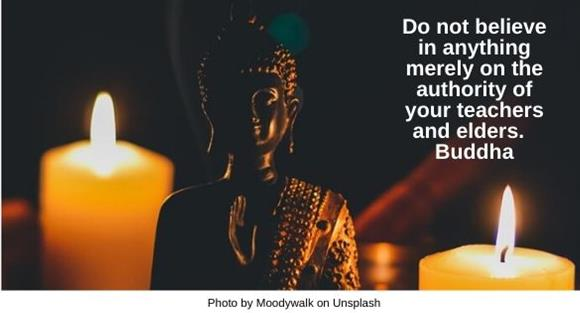 Do not believe
in anything
merely on the
authority of
your teachers
and elders.
Buddha
Photo by Moodywalk on Unsplash